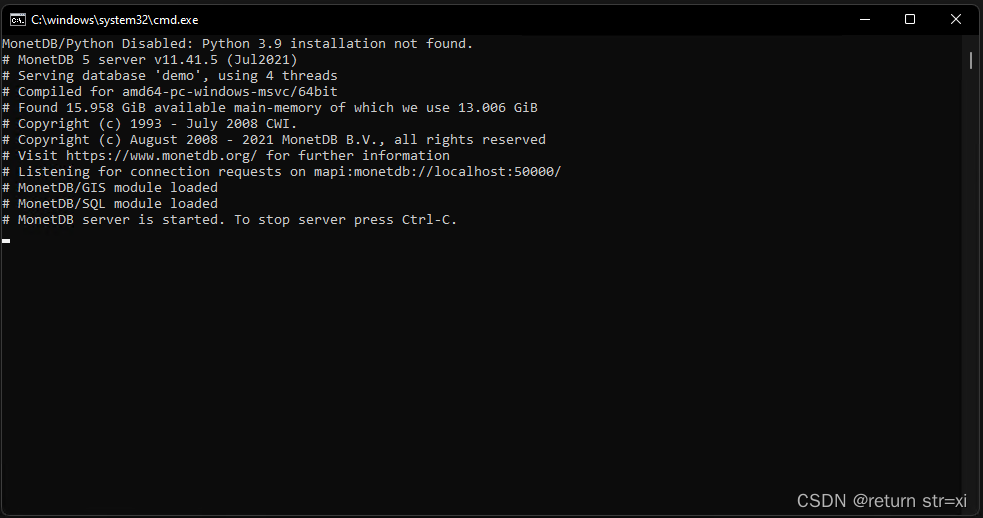 C:\windows\system32\cmd.exe
MonetDB/Python Disabled: Python 3.9 installation not found.
# MonetDB 5 server v11.41.5 (Jul2021)
# Serving database 'demo', using 4 threads
# Compiled for amd64-pc-windows-msvc/64bit
# Found 15.958 GiB available main-memory of which we use 13.006 GiB
# Copyright (c) 1993 - July 2008 CWI.
# Copyright (c) August 2008 - 2021 MonetDB B.V., all rights reserved
# Visit https://www.monetdb.org/ for further information
# Listening for connection requests on mapi:monetdb://localhost:50000/
# MonetDB/GIS module loaded
# MonetDB/SQL module loaded
# MonetDB server is started. To stop server press Ctrl-C.
CSDN @return str=xi